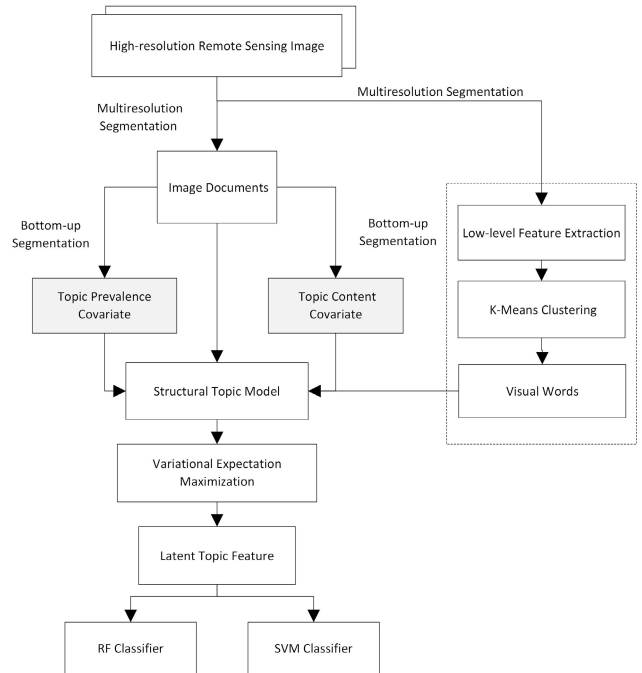 High-resolution Remote Sensing Image
Multiresolution Segmentation
Multiresolution
Segmentation
Image Documents
Bottom-up
Segmentation
Bottom-up
Segmentation
Low-level Feature Extraction
Topic Prevalence
Covariate
Topic Content
Covariate
K-Means Clustering
Structural Topic Model
Visual Words
Variational Expectation
Maximization
Latent Topic Feature
RF Classifier
SVM Classifier